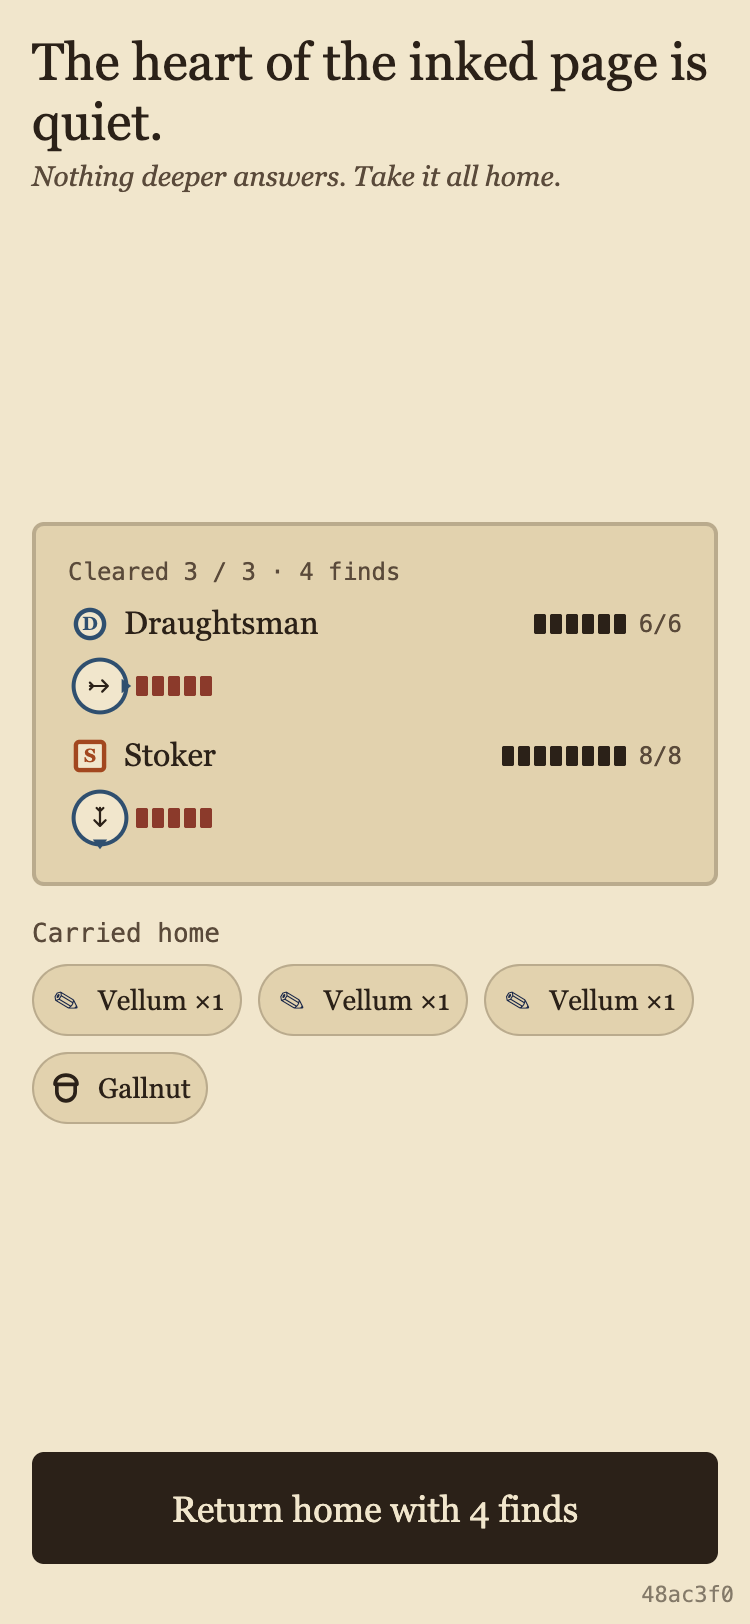 The heart of the inked page is
quiet.
Nothing deeper answers. Take it all home.
Cleared 3 / 3 · 4 finds
D Draughtsman 6/6
S Stoker 8/8
Carried home
Vellum ×1 Vellum ×1 Vellum ×1
Gallnut
Return home with 4 finds
48ac3f0